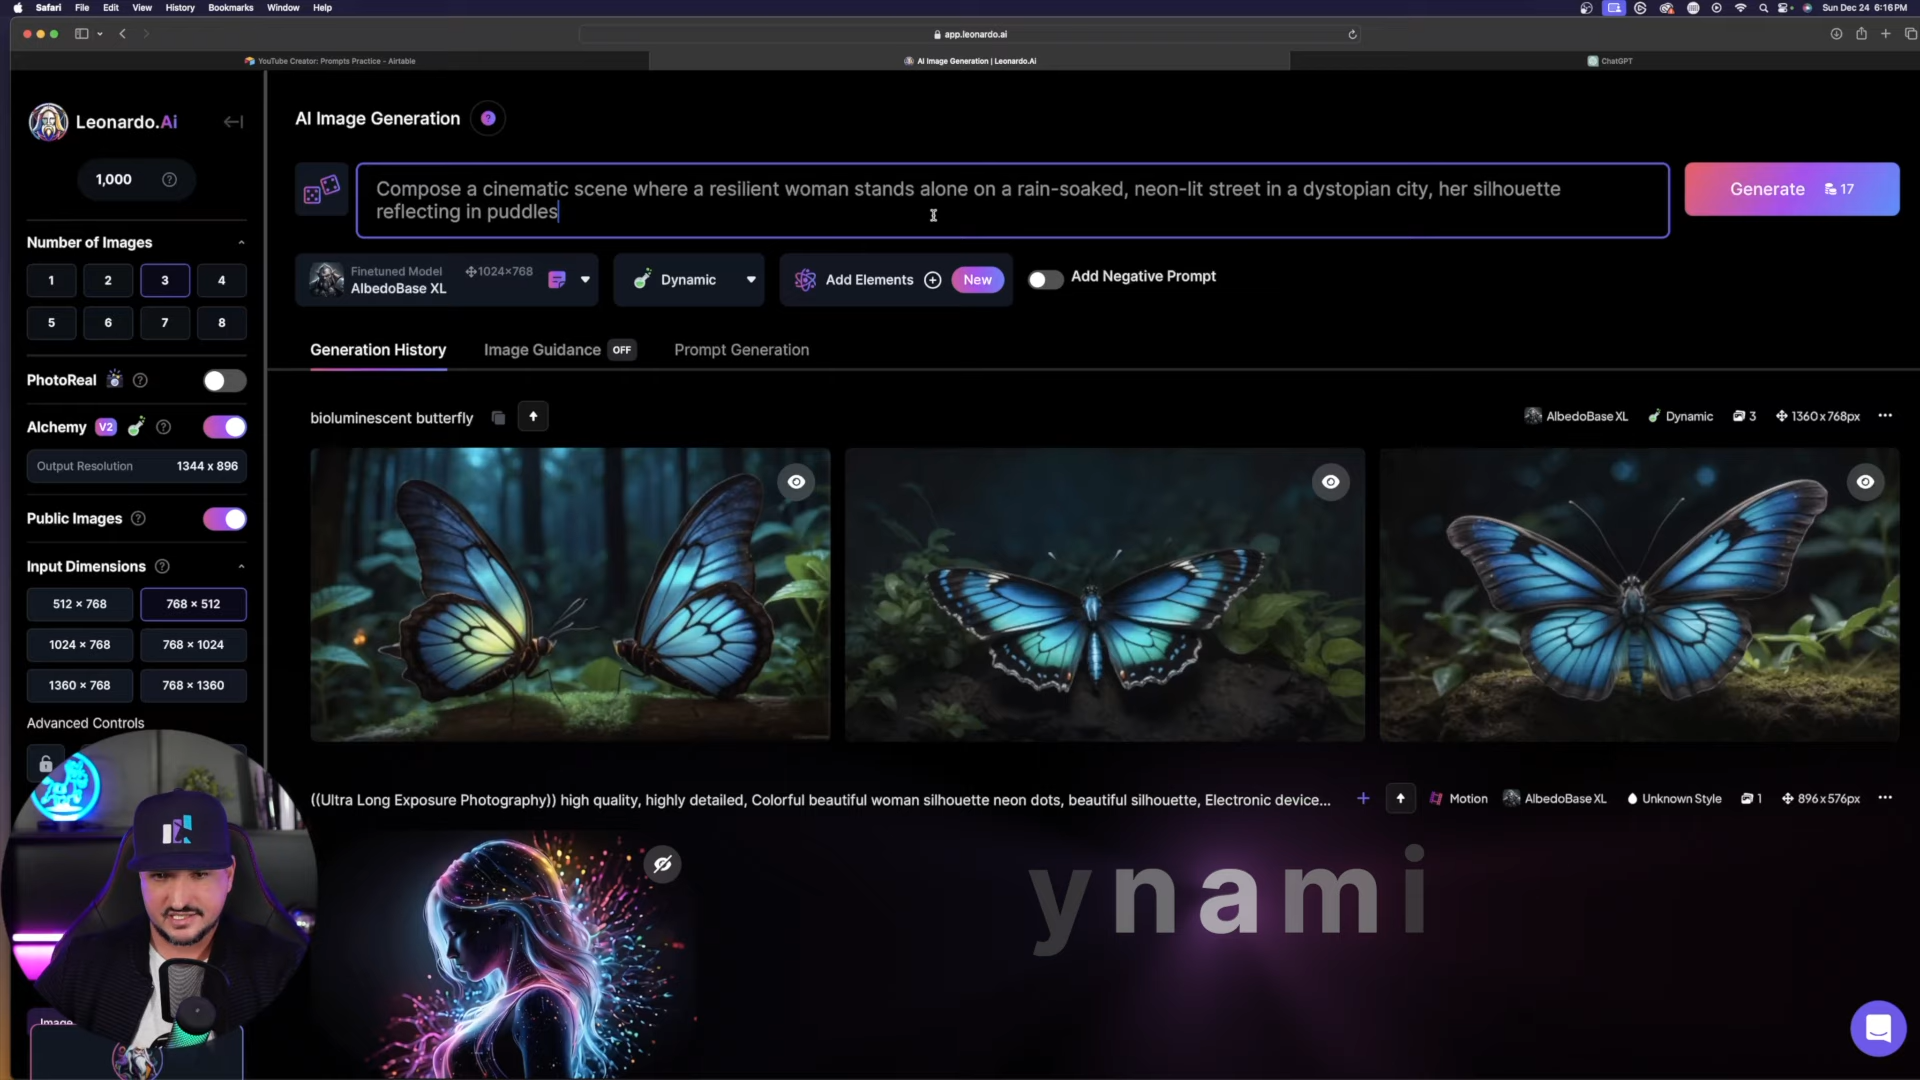 Safari File Edit View History Bookmarks Window Help
Sun Dec 24 6:16 PM
app.leonardo.ai
YouTube Creator: Prompts Practice - Airtable
AI Image Generation | Leonardo.Ai
ChatGPT
Leonardo.Ai
1,000
Number of Images
1 2 3 4
5 6 7 8
PhotoReal
Alchemy V2
Output Resolution 1344 x 896
Public Images
Input Dimensions
512 × 768 768 × 512
1024 × 768 768 × 1024
1360 × 768 768 × 1360
Advanced Controls
Image
AI Image Generation
Compose a cinematic scene where a resilient woman stands alone on a rain-soaked, neon-lit street in a dystopian city, her silhouette
reflecting in puddles
Generate 17
Finetuned Model 1024×768
AlbedoBase XL
Dynamic
Add Elements New
Add Negative Prompt
Generation History Image Guidance OFF Prompt Generation
bioluminescent butterfly
AlbedoBase XL Dynamic 3 1360x768px
((Ultra Long Exposure Photography)) high quality, highly detailed, Colorful beautiful woman silhouette neon dots, beautiful silhouette, Electronic device...
Motion AlbedoBase XL Unknown Style 1 896x576px
ynami